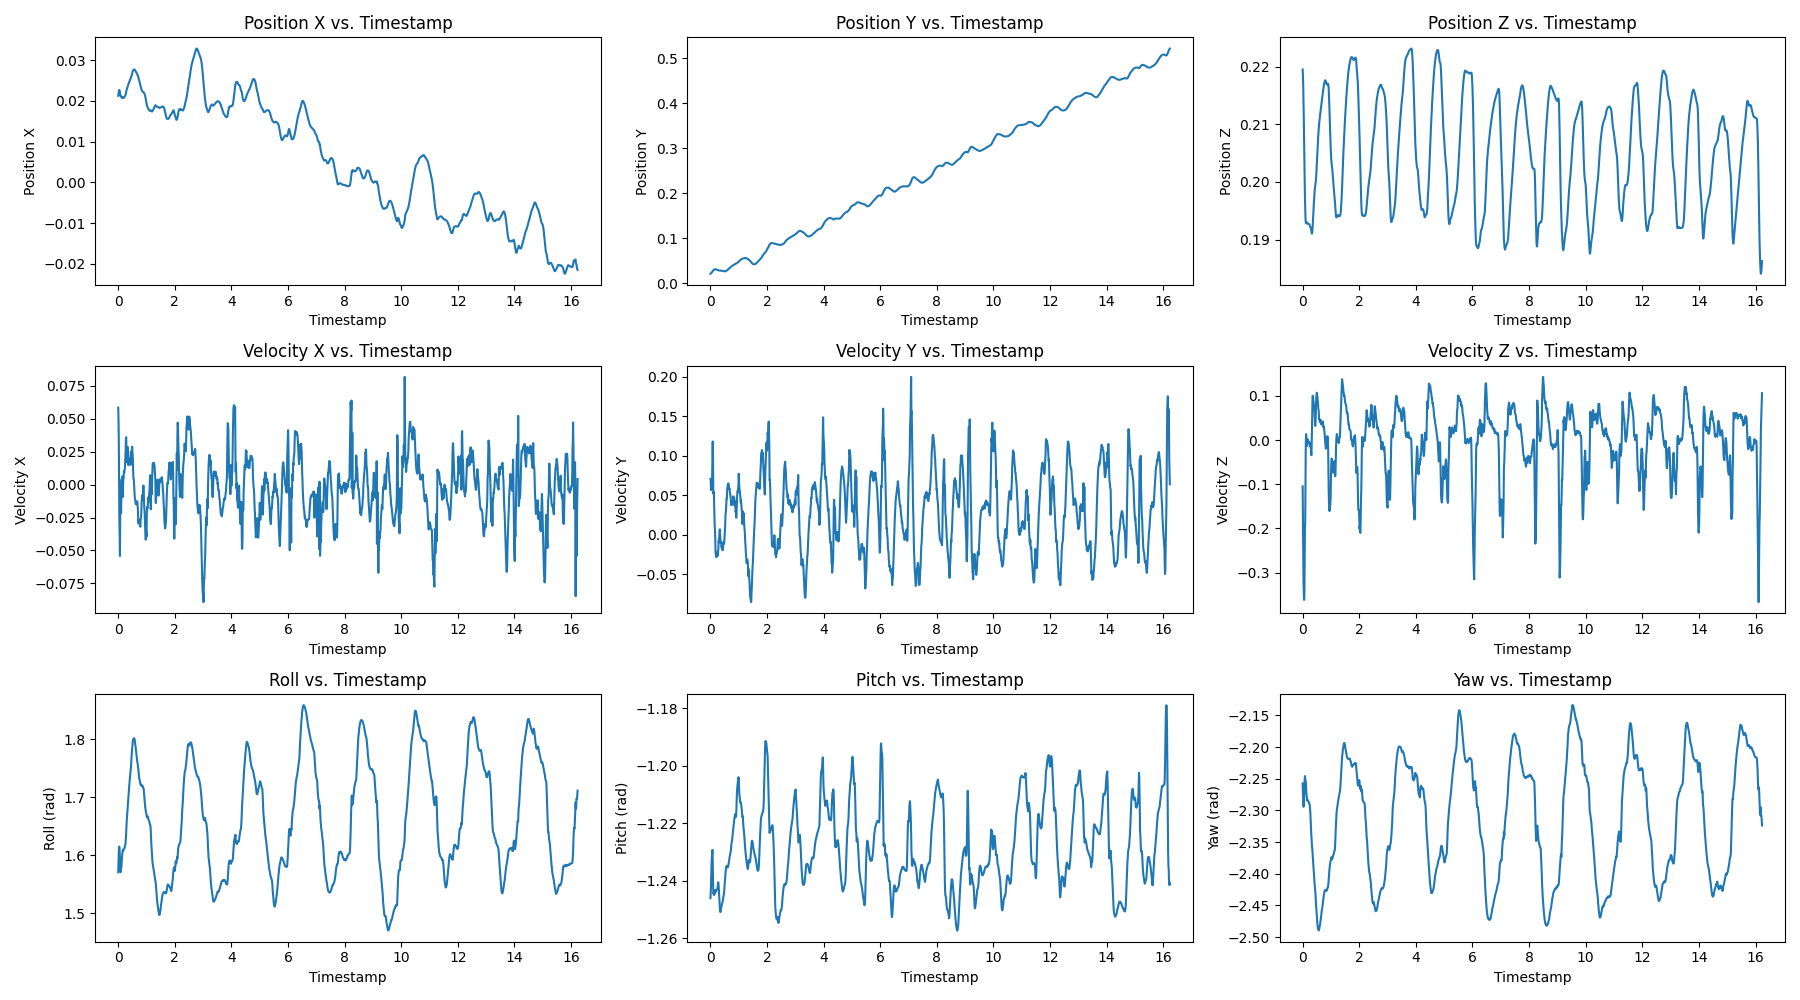 Position X vs. Timestamp
Position X
0.03
0.02
0.01
0.00
−0.01
−0.02
0 2 4 6 8 10 12 14 16
Timestamp
Position Y vs. Timestamp
Position Y
0.5
0.4
0.3
0.2
0.1
0.0
0 2 4 6 8 10 12 14 16
Timestamp
Position Z vs. Timestamp
Position Z
0.22
0.21
0.20
0.19
0 2 4 6 8 10 12 14 16
Timestamp
Velocity X vs. Timestamp
Velocity X
0.075
0.050
0.025
0.000
−0.025
−0.050
−0.075
0 2 4 6 8 10 12 14 16
Timestamp
Velocity Y vs. Timestamp
Velocity Y
0.20
0.15
0.10
0.05
0.00
−0.05
0 2 4 6 8 10 12 14 16
Timestamp
Velocity Z vs. Timestamp
Velocity Z
0.1
0.0
−0.1
−0.2
−0.3
0 2 4 6 8 10 12 14 16
Timestamp
Roll vs. Timestamp
Roll (rad)
1.8
1.7
1.6
1.5
0 2 4 6 8 10 12 14 16
Timestamp
Pitch vs. Timestamp
Pitch (rad)
−1.18
−1.20
−1.22
−1.24
−1.26
0 2 4 6 8 10 12 14 16
Timestamp
Yaw vs. Timestamp
Yaw (rad)
−2.15
−2.20
−2.25
−2.30
−2.35
−2.40
−2.45
−2.50
0 2 4 6 8 10 12 14 16
Timestamp